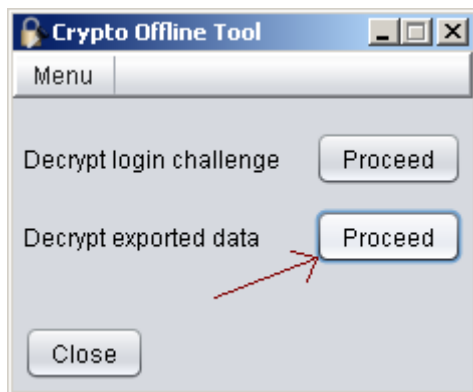 Crypto Offline Tool
Menu
Decrypt login challenge Proceed
Decrypt exported data Proceed
Close